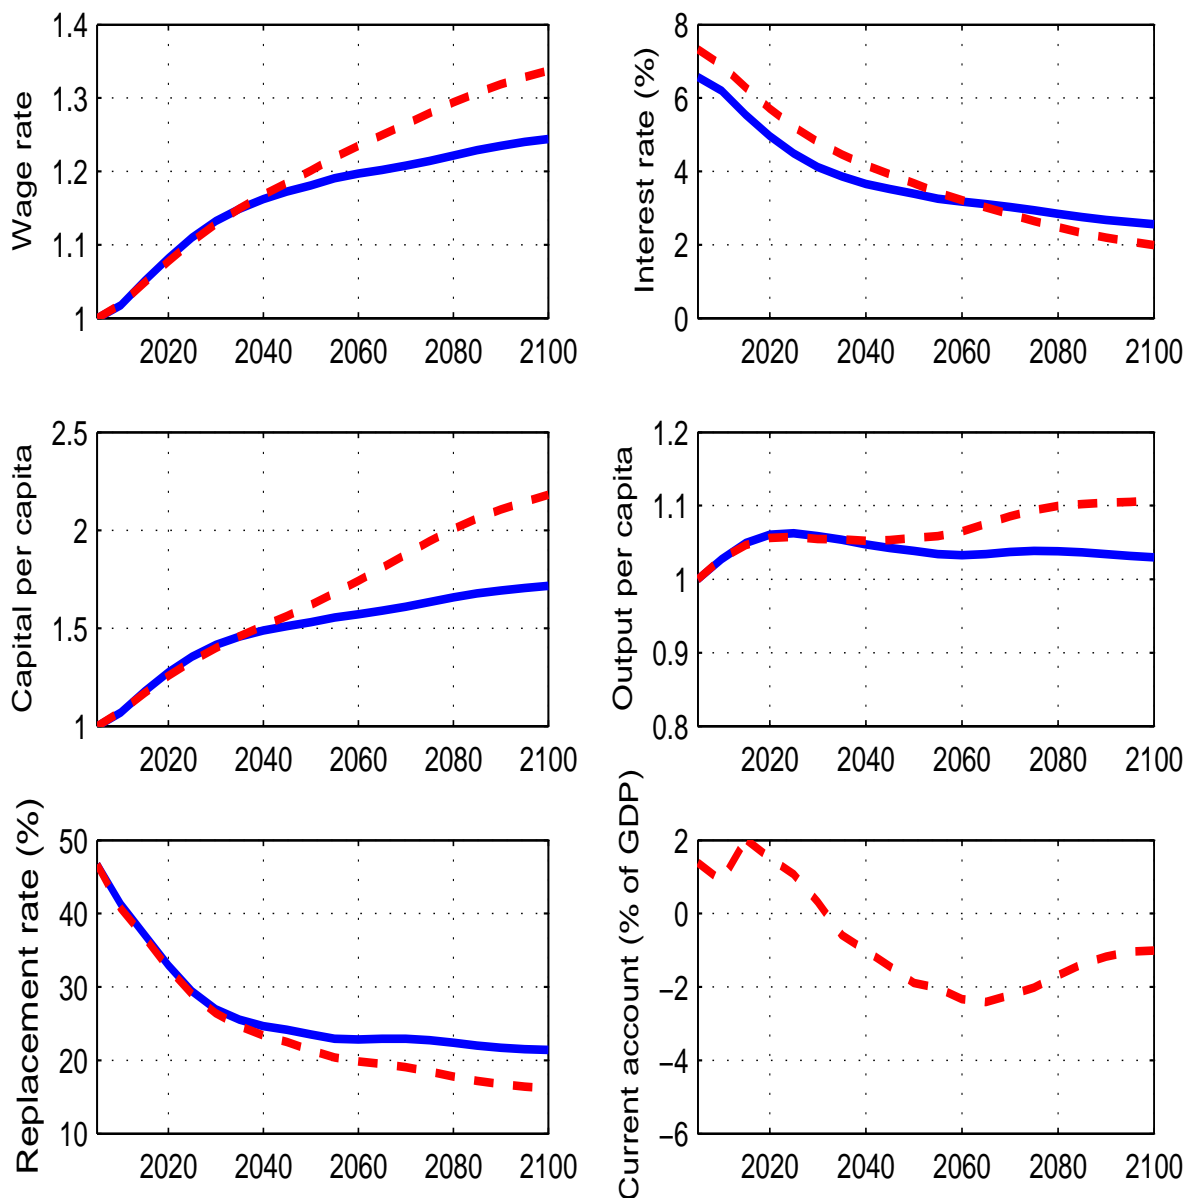 Wage rate
1.4
1.3
1.2
1.1
1
2020 2040 2060 2080 2100
Interest rate (%)
8
6
4
2
0
2020 2040 2060 2080 2100
Capital per capita
2.5
2
1.5
1
2020 2040 2060 2080 2100
Output per capita
1.2
1.1
1
0.9
0.8
2020 2040 2060 2080 2100
Replacement rate (%)
50
40
30
20
10
2020 2040 2060 2080 2100
Current account (% of GDP)
2
0
−2
−4
−6
2020 2040 2060 2080 2100